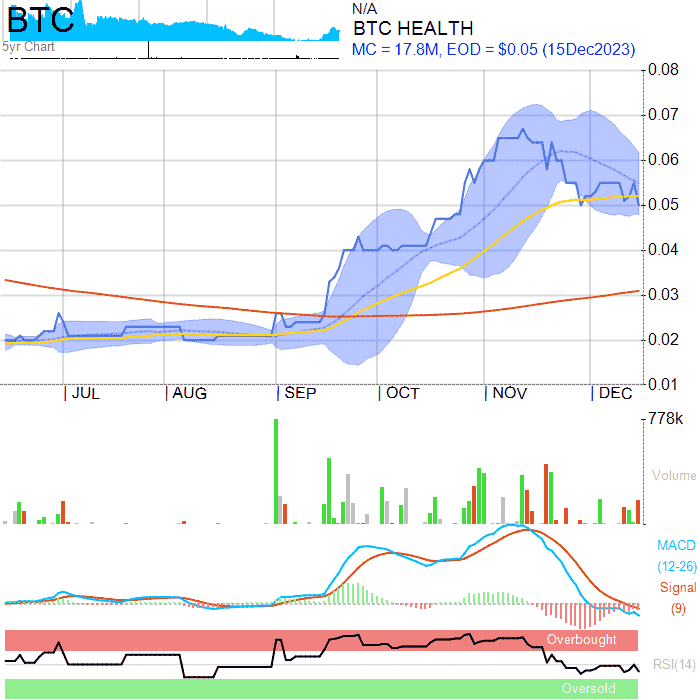 BTC
5yr Chart
N/A
BTC HEALTH
MC = 17.8M, EOD = $0.05 (15Dec2023)
0.08
0.07
0.06
0.05
0.04
0.03
0.02
0.01
JUL AUG SEP OCT NOV DEC
778k
Volume
MACD
(12-26)
Signal
(9)
Overbought
RSI(14)
Oversold